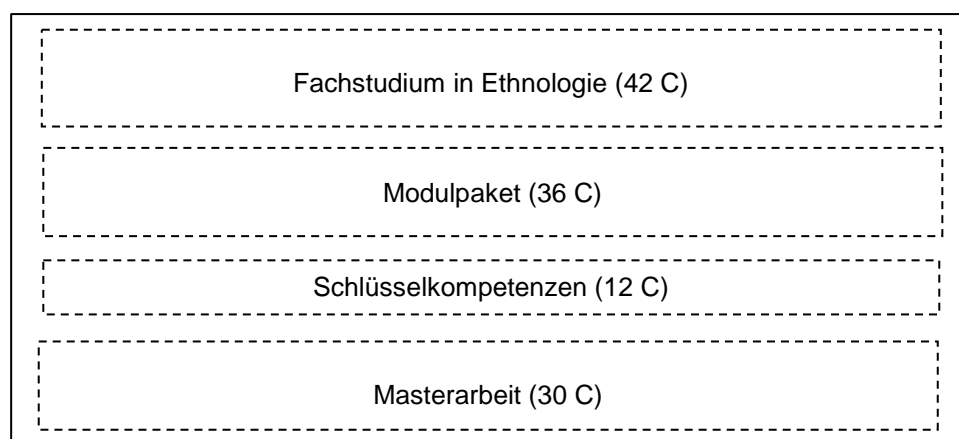 Fachstudium in Ethnologie (42 C)
Modulpaket (36 C)
Schlüsselkompetenzen (12 C)
Masterarbeit (30 C)